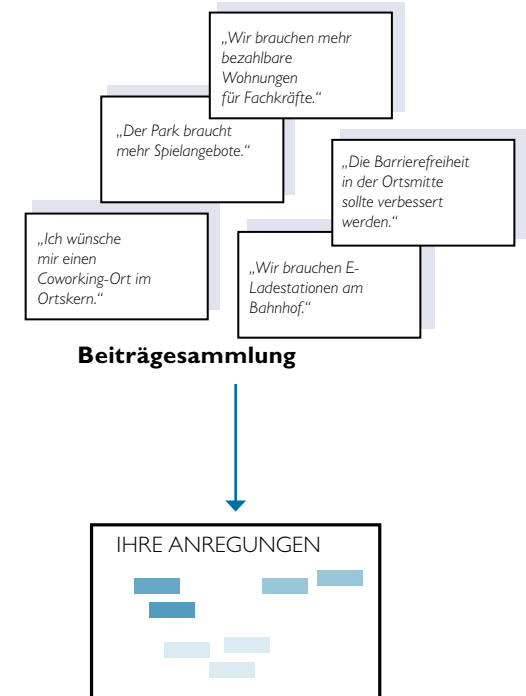 „Wir brauchen mehr
bezahlbare
Wohnungen
für Fachkräfte.“
„Der Park braucht
mehr Spielangebote.“
„Die Barrierefreiheit
in der Ortsmitte
sollte verbessert
werden.“
„Ich wünsche
mir einen
Coworking-Ort im
Ortskern.“
„Wir brauchen E-
Ladestationen am
Bahnhof.“
Beiträgesammlung
IHRE ANREGUNGEN